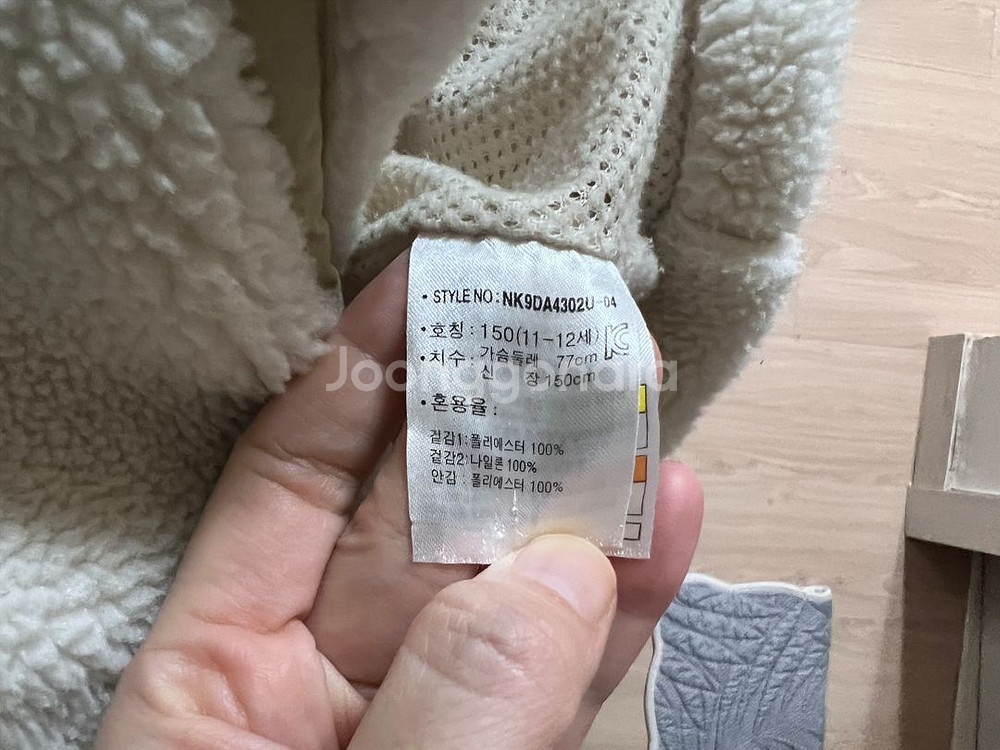 • STYLE NO : NK9DA4302U-04
• 호칭 : 150(11-12세)
• 치수 : 가슴둘레 77cm
신 장 150cm
• 혼용율 :
겉감1 : 폴리에스터 100%
겉감2 : 나일론 100%
안감 : 폴리에스터 100%
Joonggonara